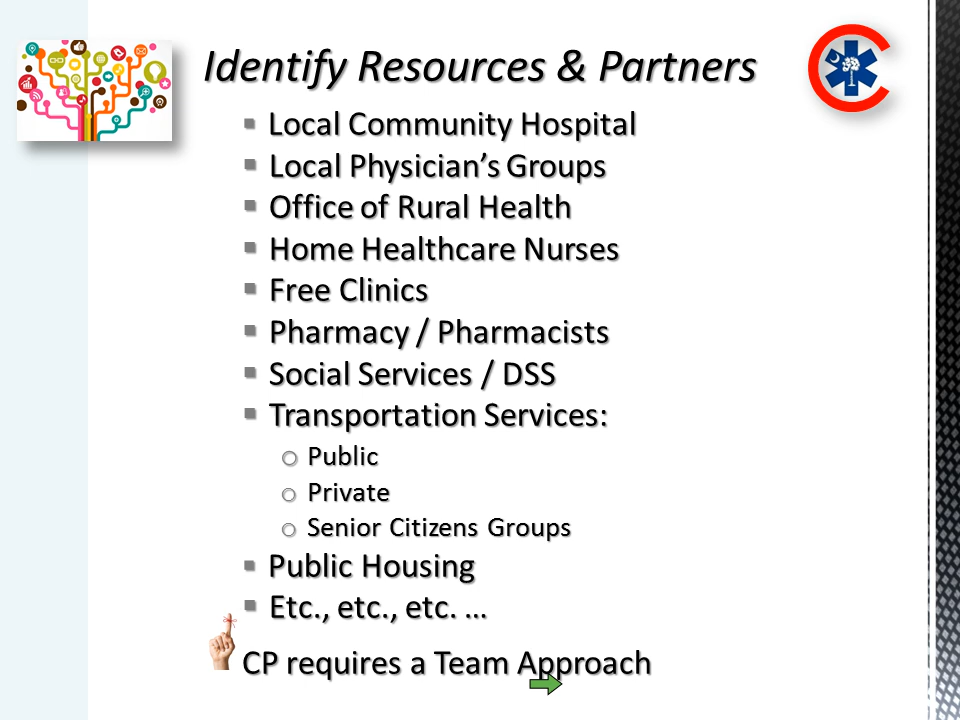 Identify Resources & Partners
▪ Local Community Hospital
▪ Local Physician’s Groups
▪ Office of Rural Health
▪ Home Healthcare Nurses
▪ Free Clinics
▪ Pharmacy / Pharmacists
▪ Social Services / DSS
▪ Transportation Services:
o Public
o Private
o Senior Citizens Groups
▪ Public Housing
▪ Etc., etc., etc. …
CP requires a Team Approach